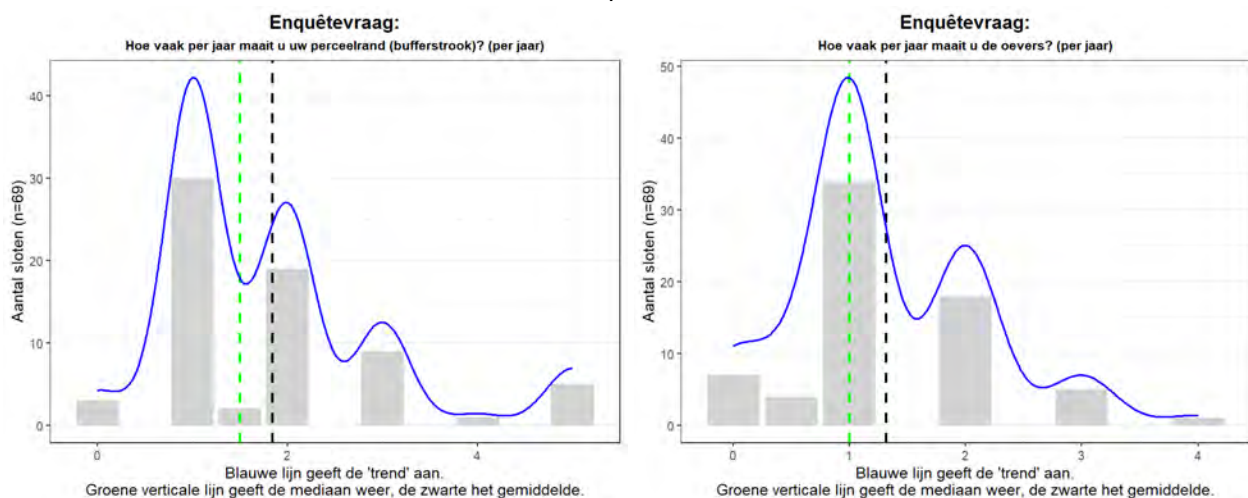 Enquêtevraag:
Hoe vaak per jaar maait u uw perceelrand (bufferstrook)? (per jaar)
Aantal sloten (n=69)
40
30
20
10
0
0
2
4
Blauwe lijn geeft de 'trend' aan.
Groene verticale lijn geeft de mediaan weer, de zwarte het gemiddelde.
Enquêtevraag:
Hoe vaak per jaar maait u de oevers? (per jaar)
Aantal sloten (n=69)
50
40
30
20
10
0
0
1
2
3
4
Blauwe lijn geeft de 'trend' aan.
Groene verticale lijn geeft de mediaan weer, de zwarte het gemiddelde.